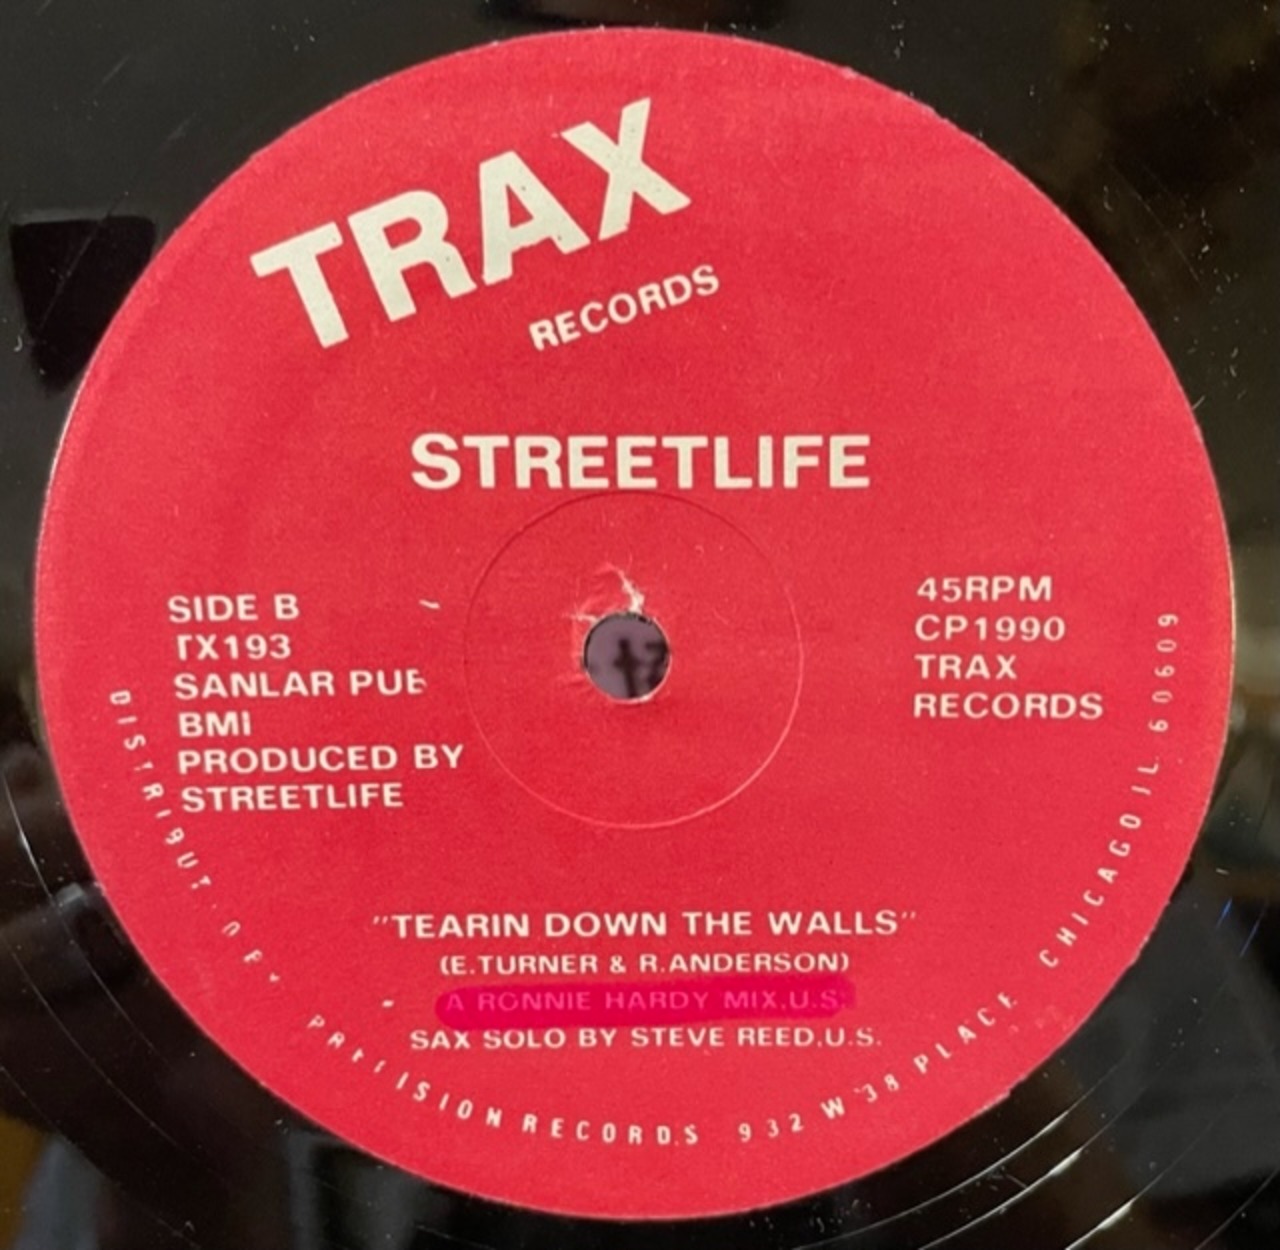 TRAX
RECORDS
STREETLIFE
SIDE B
TX193
SANLAR PUB
BMI
PRODUCED BY
STREETLIFE
45RPM
CP1990
TRAX
RECORDS
"TEARIN DOWN THE WALLS"
(E.TURNER & R.ANDERSON)
A RONNIE HARDY MIX.U.S.
SAX SOLO BY STEVE REED.U.S.
PRECISION RECORDS 932 W 38 PLACE CHICAGO IL 60609